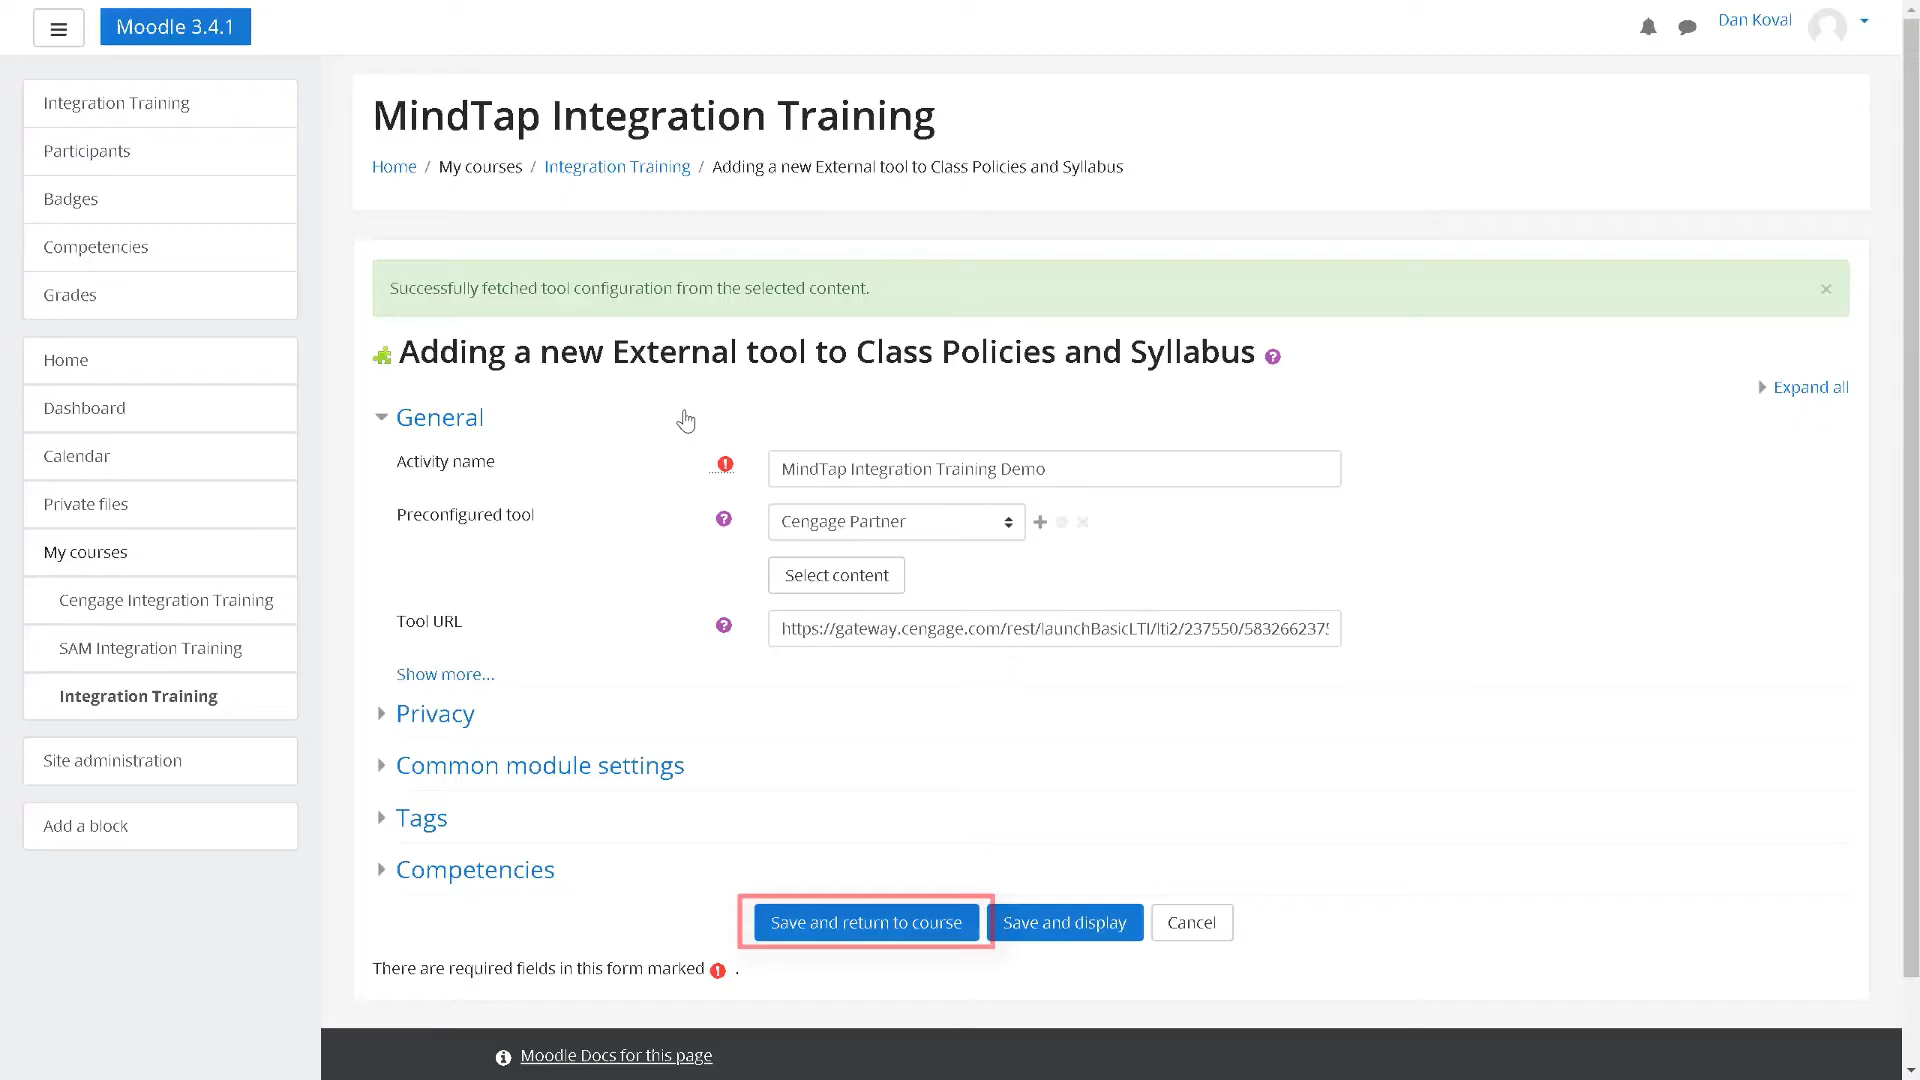 Moodle 3.4.1
Dan Koval
Integration Training
Participants
Badges
Competencies
Grades
Home
Dashboard
Calendar
Private files
My courses
Cengage Integration Training
SAM Integration Training
Integration Training
Site administration
Add a block
MindTap Integration Training
Home / My courses / Integration Training / Adding a new External tool to Class Policies and Syllabus
Successfully fetched tool configuration from the selected content.
×
Adding a new External tool to Class Policies and Syllabus
Expand all
General
Activity name
MindTap Integration Training Demo
Preconfigured tool
Cengage Partner
Select content
Tool URL
https://gateway.cengage.com/rest/launchBasicLTI/lti2/237550/583266237
Show more...
Privacy
Common module settings
Tags
Competencies
Save and return to course Save and display Cancel
There are required fields in this form marked .
Moodle Docs for this page